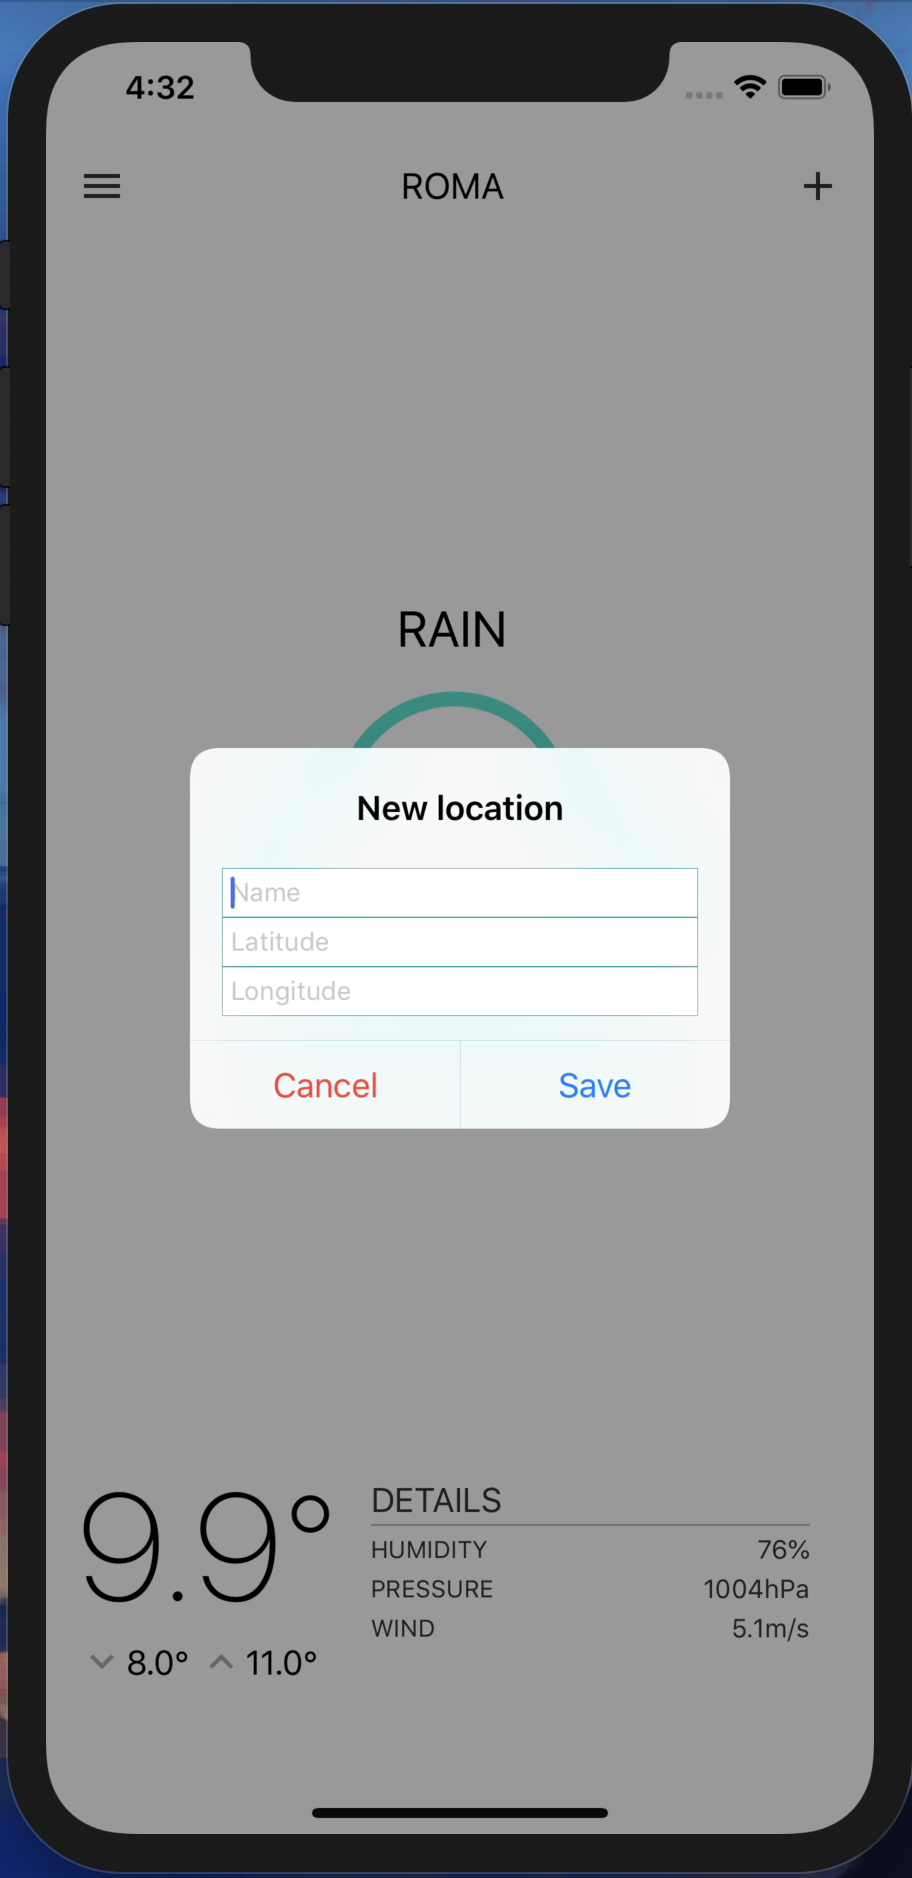 4:32
ROMA
RAIN
New location
Name
Latitude
Longitude
Cancel Save
9.9°
8.0° 11.0°
DETAILS
HUMIDITY 76%
PRESSURE 1004hPa
WIND 5.1m/s